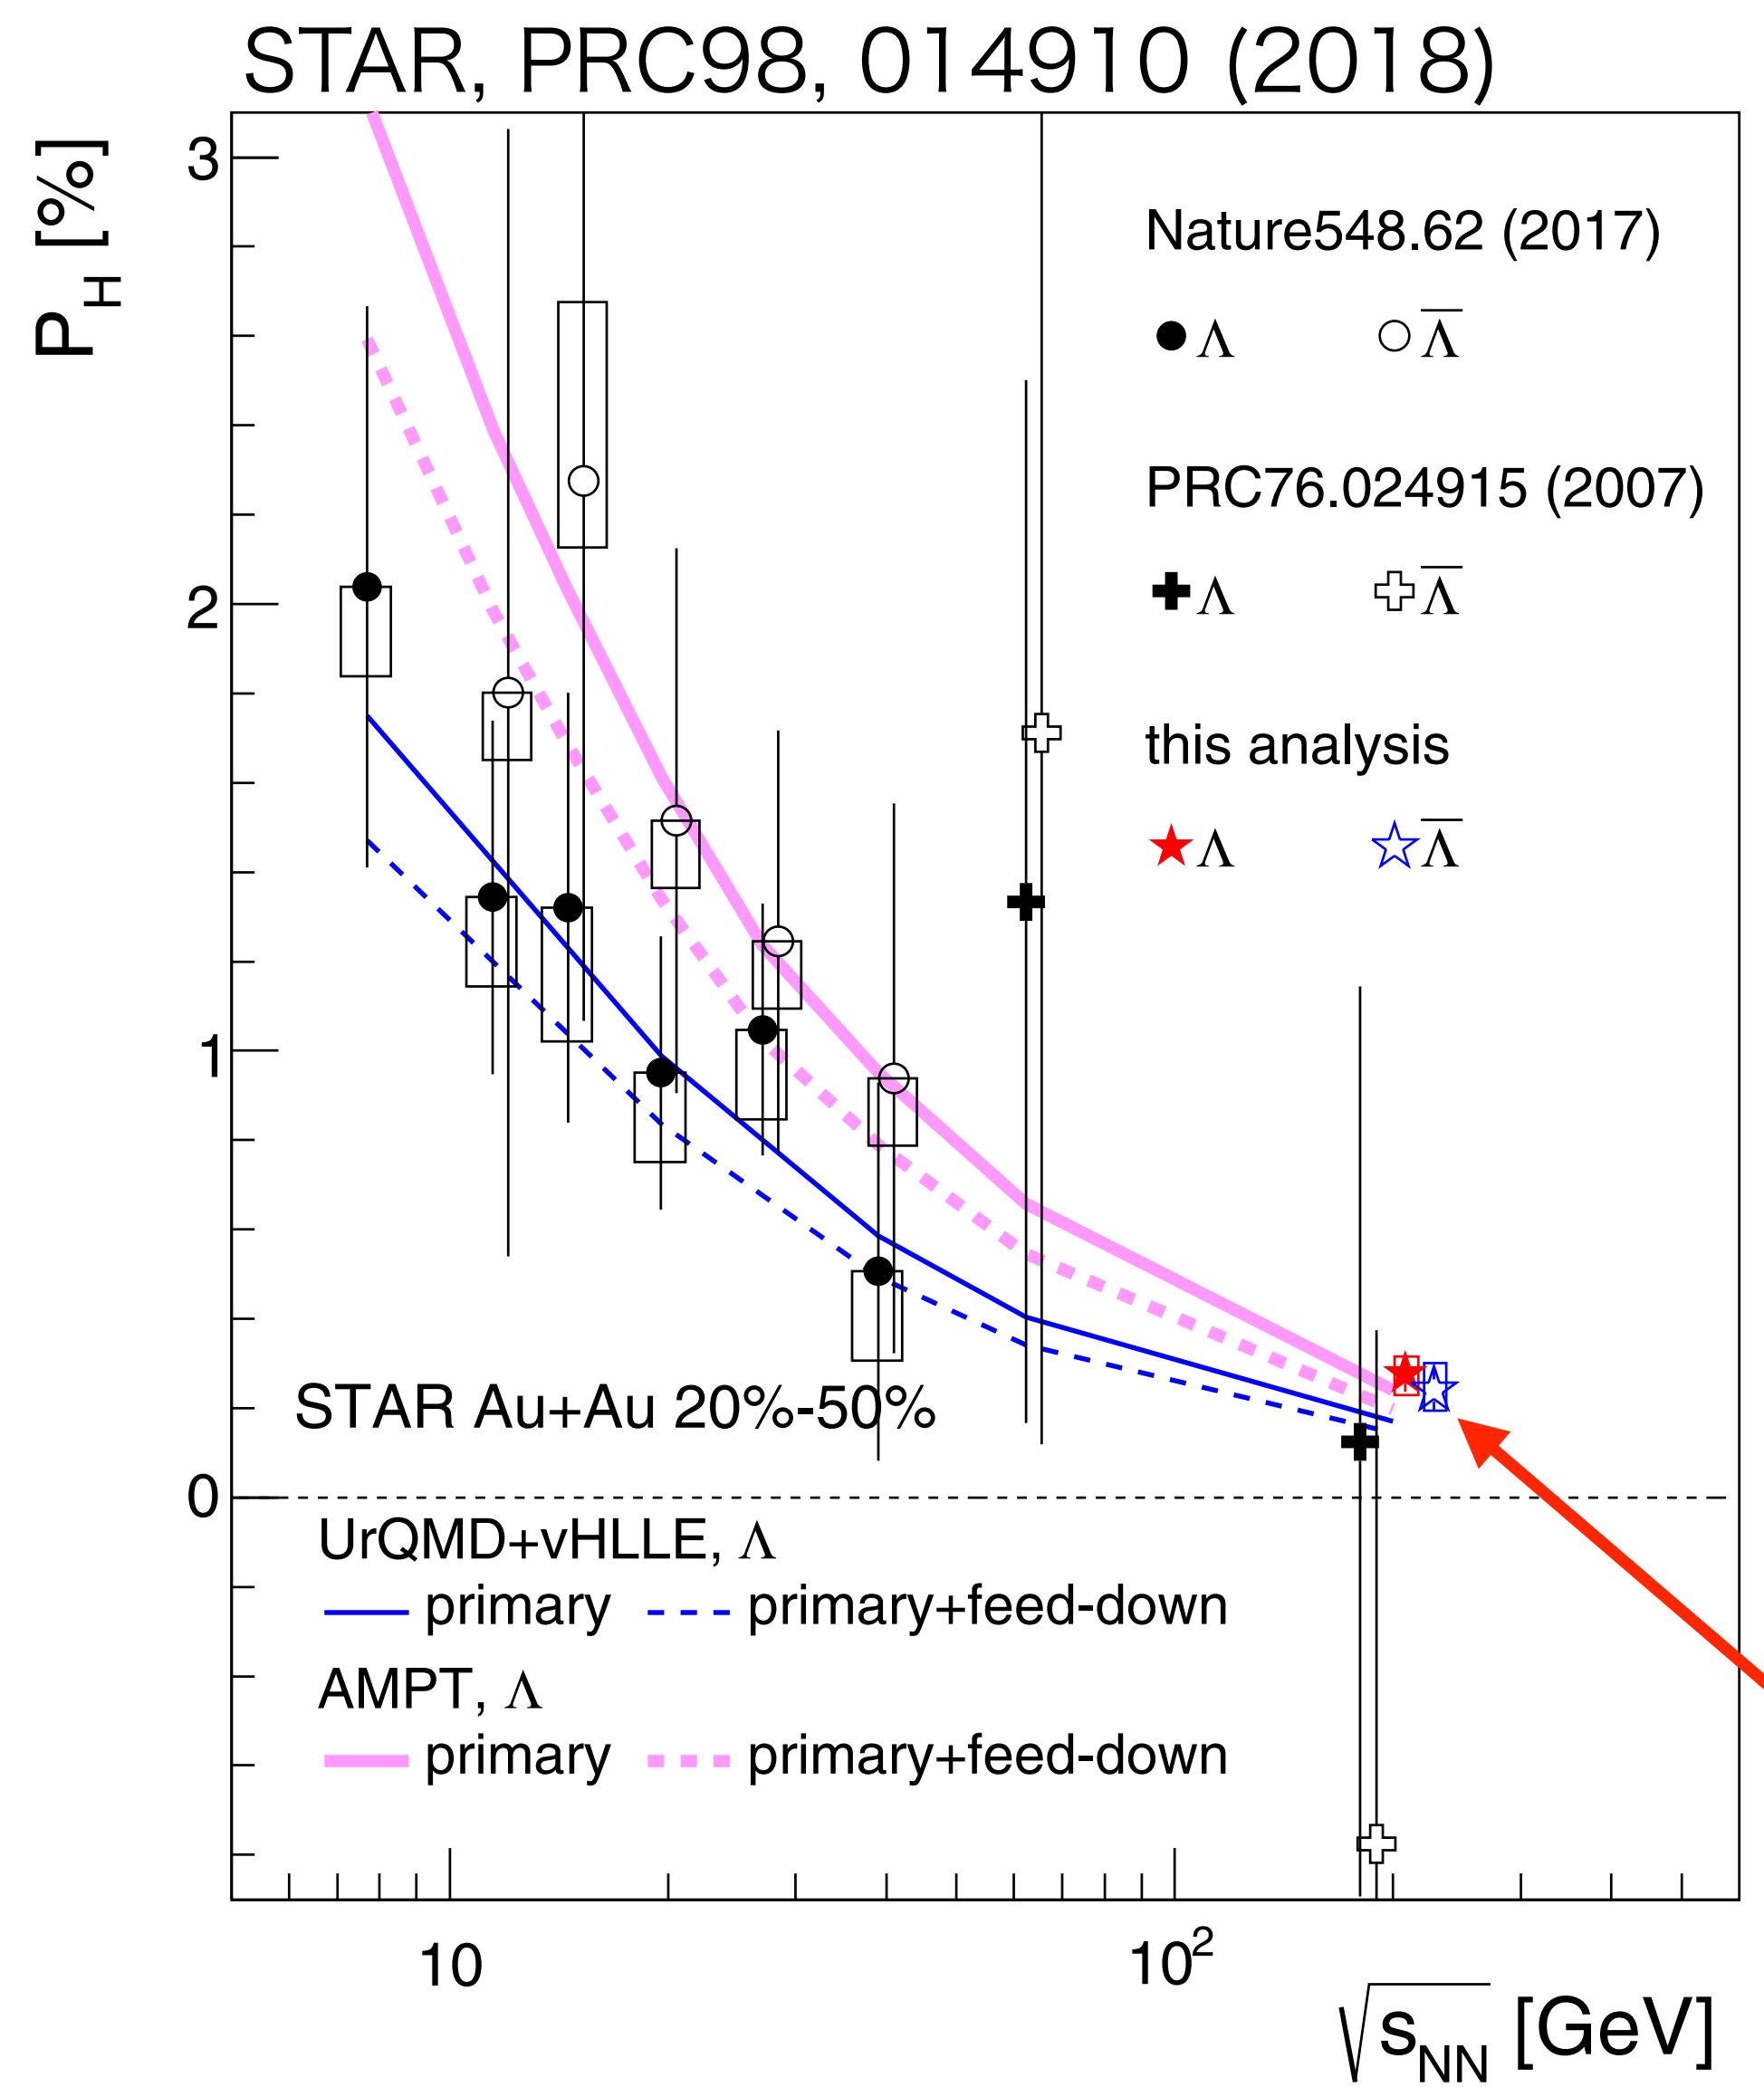 STAR, PRC98, 014910 (2018)
P_H [%]
3
2
1
0
Nature548.62 (2017)
Λ Λ̅
PRC76.024915 (2007)
Λ Λ̅
this analysis
Λ Λ̅
STAR Au+Au 20%-50%
UrQMD+vHLLE, Λ
primary primary+feed-down
AMPT, Λ
primary primary+feed-down
10 10²
√s_NN [GeV]